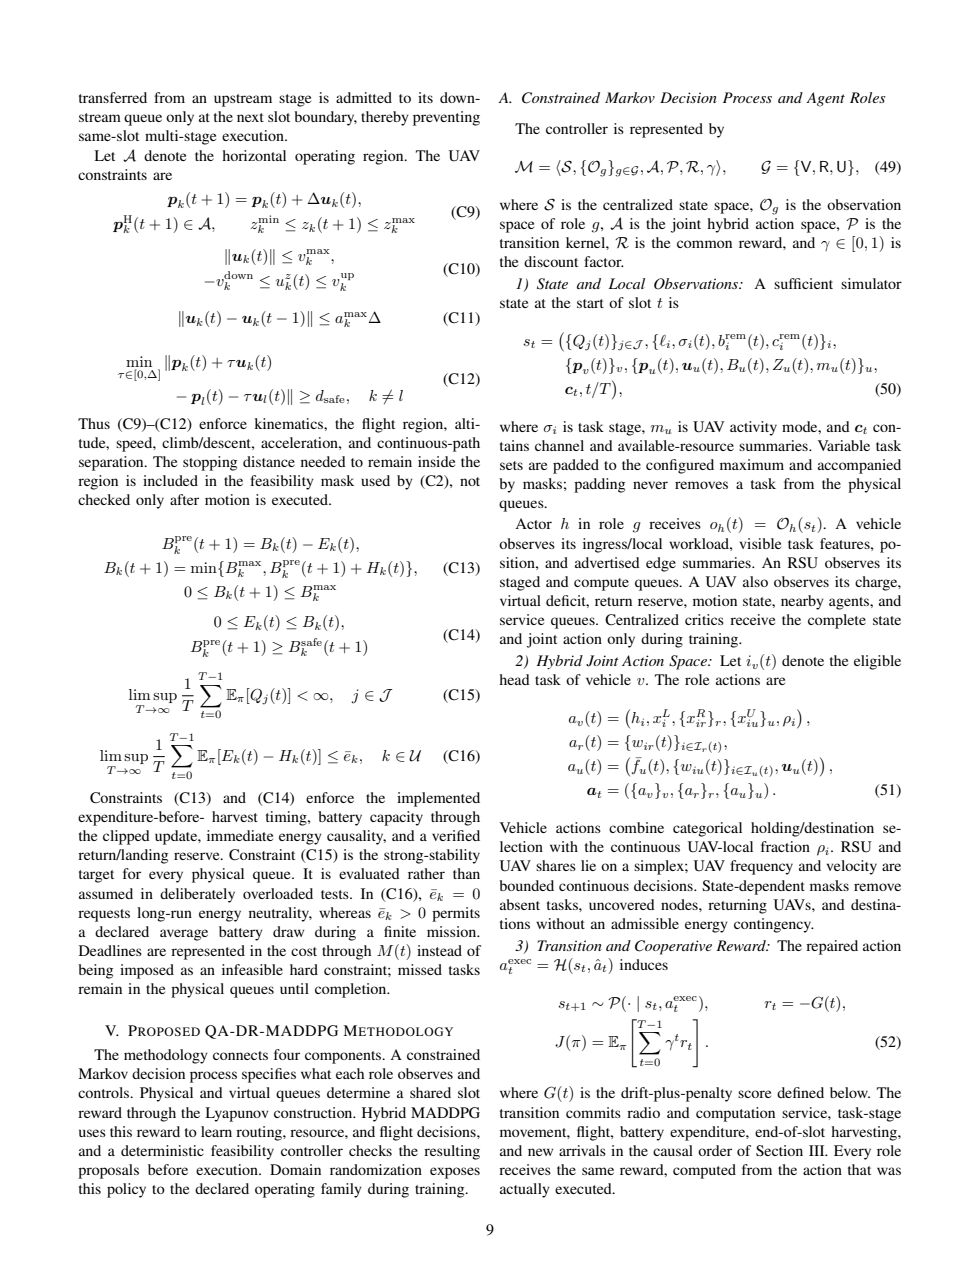 transferred from an upstream stage is admitted to its down-
stream queue only at the next slot boundary, thereby preventing
same-slot multi-stage execution.
Let 𝒜 denote the horizontal operating region. The UAV
constraints are
p_k(t + 1) = p_k(t) + Δu_k(t),
p_k^H(t + 1) ∈ 𝒜, z_k^min ≤ z_k(t + 1) ≤ z_k^max (C9)
‖u_k(t)‖ ≤ v_k^max,
−v_k^down ≤ u_k^z(t) ≤ v_k^up (C10)
‖u_k(t) − u_k(t − 1)‖ ≤ a_k^max Δ (C11)
min_{τ∈[0,Δ]} ‖p_k(t) + τu_k(t)
− p_l(t) − τu_l(t)‖ ≥ d_safe, k ≠ l (C12)
Thus (C9)–(C12) enforce kinematics, the flight region, alti-
tude, speed, climb/descent, acceleration, and continuous-path
separation. The stopping distance needed to remain inside the
region is included in the feasibility mask used by (C2), not
checked only after motion is executed.
B_k^pre(t + 1) = B_k(t) − E_k(t),
B_k(t + 1) = min{B_k^max, B_k^pre(t + 1) + H_k(t)}, (C13)
0 ≤ B_k(t + 1) ≤ B_k^max
0 ≤ E_k(t) ≤ B_k(t),
B_k^pre(t + 1) ≥ B_k^safe(t + 1) (C14)
lim sup_{T→∞} 1/T ∑_{t=0}^{T−1} 𝔼_π[Q_j(t)] < ∞, j ∈ 𝒥 (C15)
lim sup_{T→∞} 1/T ∑_{t=0}^{T−1} 𝔼_π[E_k(t) − H_k(t)] ≤ ē_k, k ∈ 𝒰 (C16)
Constraints (C13) and (C14) enforce the implemented
expenditure-before- harvest timing, battery capacity through
the clipped update, immediate energy causality, and a verified
return/landing reserve. Constraint (C15) is the strong-stability
target for every physical queue. It is evaluated rather than
assumed in deliberately overloaded tests. In (C16), ē_k = 0
requests long-run energy neutrality, whereas ē_k > 0 permits
a declared average battery draw during a finite mission.
Deadlines are represented in the cost through M(t) instead of
being imposed as an infeasible hard constraint; missed tasks
remain in the physical queues until completion.
V. PROPOSED QA-DR-MADDPG METHODOLOGY
The methodology connects four components. A constrained
Markov decision process specifies what each role observes and
controls. Physical and virtual queues determine a shared slot
reward through the Lyapunov construction. Hybrid MADDPG
uses this reward to learn routing, resource, and flight decisions,
and a deterministic feasibility controller checks the resulting
proposals before execution. Domain randomization exposes
this policy to the declared operating family during training.
A. Constrained Markov Decision Process and Agent Roles
The controller is represented by
ℳ = ⟨𝒮, {𝒪_g}_{g∈𝒢}, 𝒜, 𝒫, ℛ, γ⟩, 𝒢 = {V, R, U}, (49)
where 𝒮 is the centralized state space, 𝒪_g is the observation
space of role g, 𝒜 is the joint hybrid action space, 𝒫 is the
transition kernel, ℛ is the common reward, and γ ∈ [0, 1) is
the discount factor.
1) State and Local Observations: A sufficient simulator
state at the start of slot t is
s_t = ({Q_j(t)}_{j∈𝒥}, {ℓ_i, σ_i(t), b_i^rem(t), c_i^rem(t)}_i,
{p_v(t)}_v, {p_u(t), u_u(t), B_u(t), Z_u(t), m_u(t)}_u,
c_t, t/T), (50)
where σ_i is task stage, m_u is UAV activity mode, and c_t con-
tains channel and available-resource summaries. Variable task
sets are padded to the configured maximum and accompanied
by masks; padding never removes a task from the physical
queues.
Actor h in role g receives o_h(t) = 𝒪_h(s_t). A vehicle
observes its ingress/local workload, visible task features, po-
sition, and advertised edge summaries. An RSU observes its
staged and compute queues. A UAV also observes its charge,
virtual deficit, return reserve, motion state, nearby agents, and
service queues. Centralized critics receive the complete state
and joint action only during training.
2) Hybrid Joint Action Space: Let i_v(t) denote the eligible
head task of vehicle v. The role actions are
a_v(t) = (h_i, x_i^L, {x_ir^R}_r, {x_iu^U}_u, ρ_i),
a_r(t) = {w_ir(t)}_{i∈ℐ_r(t)},
a_u(t) = (f̄_u(t), {w_iu(t)}_{i∈ℐ_u(t)}, u_u(t)),
a_t = ({a_v}_v, {a_r}_r, {a_u}_u). (51)
Vehicle actions combine categorical holding/destination se-
lection with the continuous UAV-local fraction ρ_i. RSU and
UAV shares lie on a simplex; UAV frequency and velocity are
bounded continuous decisions. State-dependent masks remove
absent tasks, uncovered nodes, returning UAVs, and destina-
tions without an admissible energy contingency.
3) Transition and Cooperative Reward: The repaired action
a_t^exec = ℋ(s_t, â_t) induces
s_{t+1} ∼ 𝒫(· | s_t, a_t^exec), r_t = −G(t),
J(π) = 𝔼_π [∑_{t=0}^{T−1} γ^t r_t]. (52)
where G(t) is the drift-plus-penalty score defined below. The
transition commits radio and computation service, task-stage
movement, flight, battery expenditure, end-of-slot harvesting,
and new arrivals in the causal order of Section III. Every role
receives the same reward, computed from the action that was
actually executed.
9